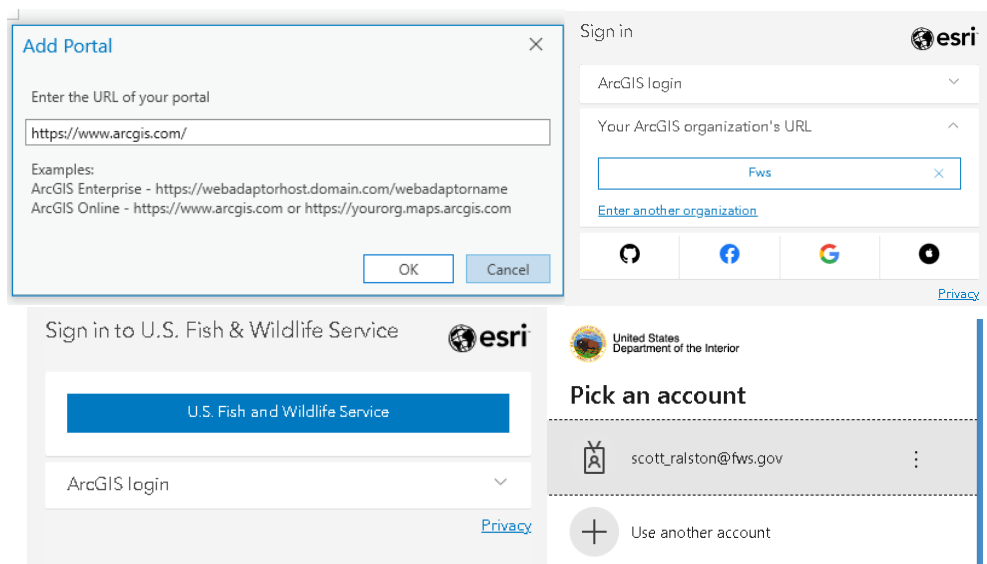 Add Portal
Enter the URL of your portal
https://www.arcgis.com/
Examples:
ArcGIS Enterprise - https://webadaptorhost.domain.com/webadaptorname
ArcGIS Online - https://www.arcgis.com or https://yourorg.maps.arcgis.com
OK
Cancel
Sign in
esri
ArcGIS login
Your ArcGIS organization's URL
Fws
Enter another organization
Privacy
Sign in to U.S. Fish & Wildlife Service
esri
U.S. Fish and Wildlife Service
ArcGIS login
Privacy
United States
Department of the Interior
Pick an account
scott_ralston@fws.gov
Use another account